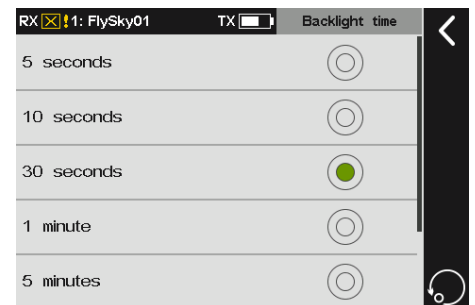 RX ! 1: FlySky01 TX Backlight time
5 seconds
10 seconds
30 seconds
1 minute
5 minutes